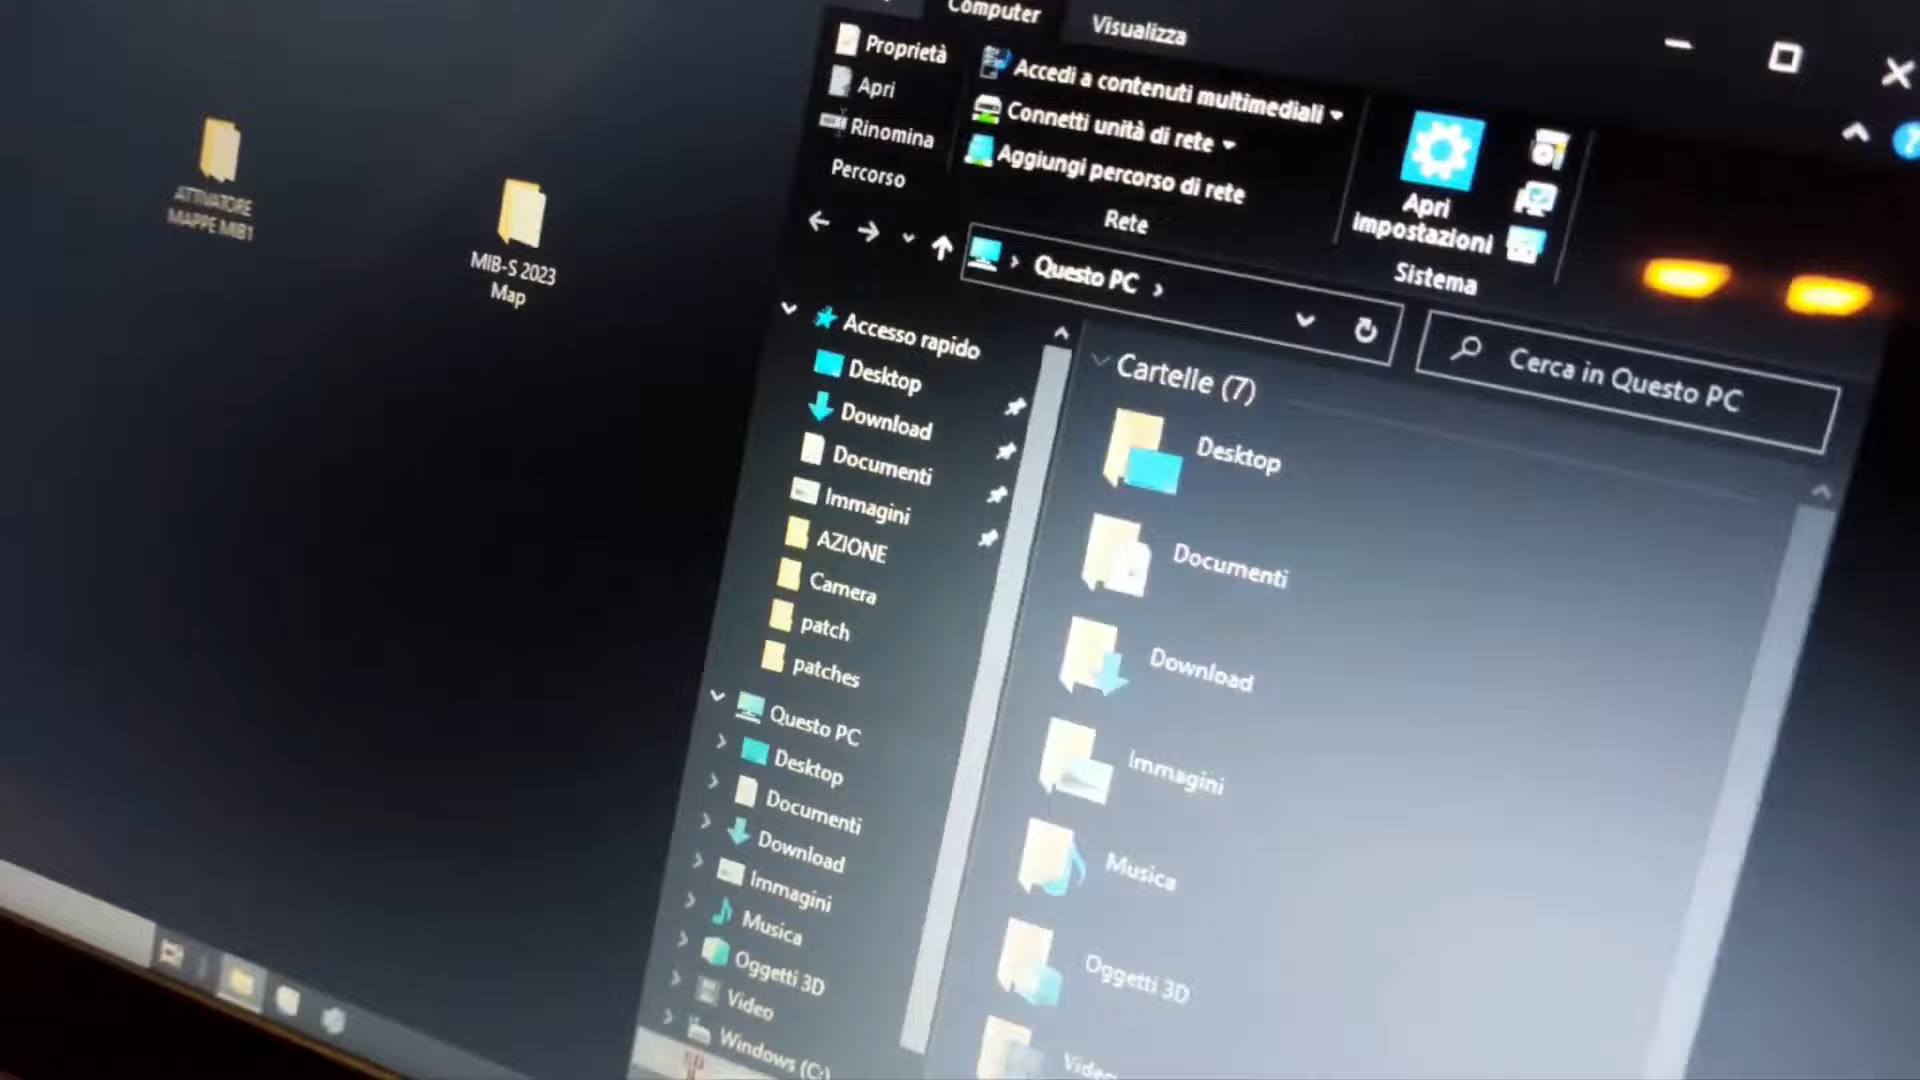 ATTIVATORE
MAPPE MIB1
MIB-S 2023
Map
Computer
Visualizza
Proprietà
Apri
Rinomina
Percorso
Accedi a contenuti multimediali
Connetti unità di rete
Aggiungi percorso di rete
Rete
Apri
impostazioni
Sistema
Questo PC
Cerca in Questo PC
Accesso rapido
Desktop
Download
Documenti
Immagini
AZIONE
Camera
patch
patches
Questo PC
Desktop
Documenti
Download
Immagini
Musica
Oggetti 3D
Video
Windows (C:)
Cartelle (7)
Desktop
Documenti
Download
Immagini
Musica
Oggetti 3D
Video